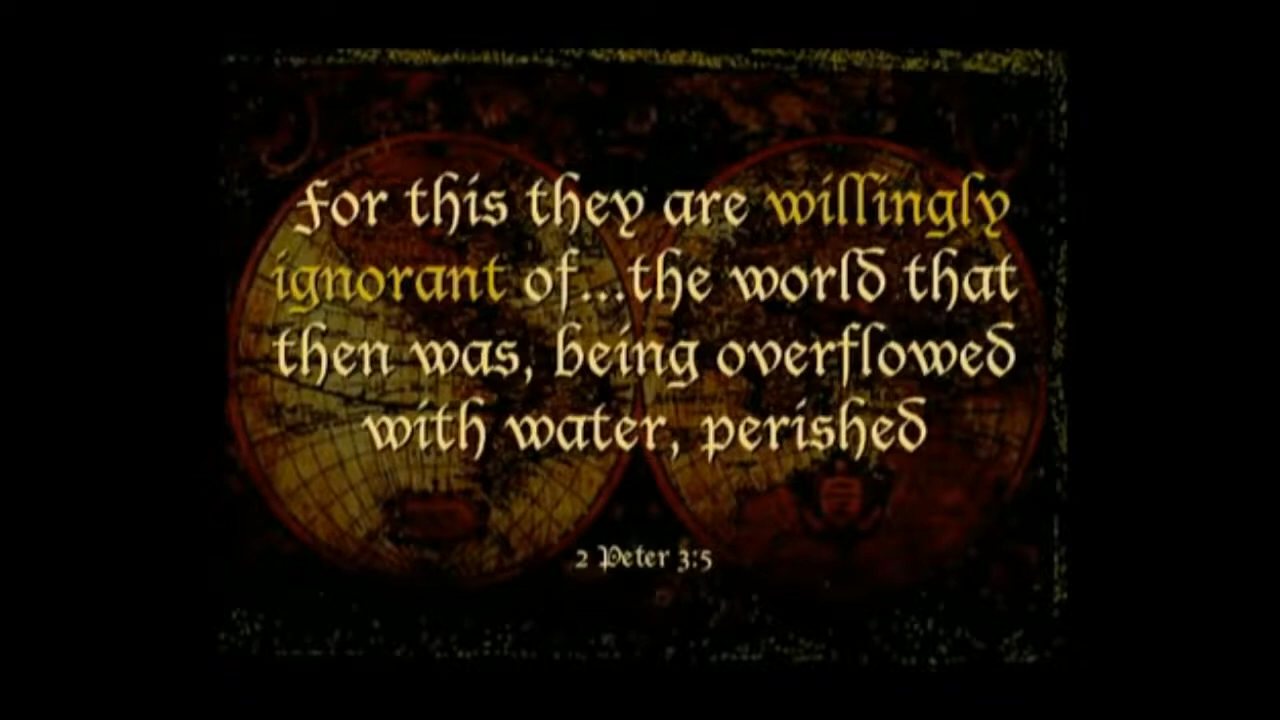 For this they are willingly
ignorant of...the world that
then was, being overflowed
with water, perished
2 Peter 3:5